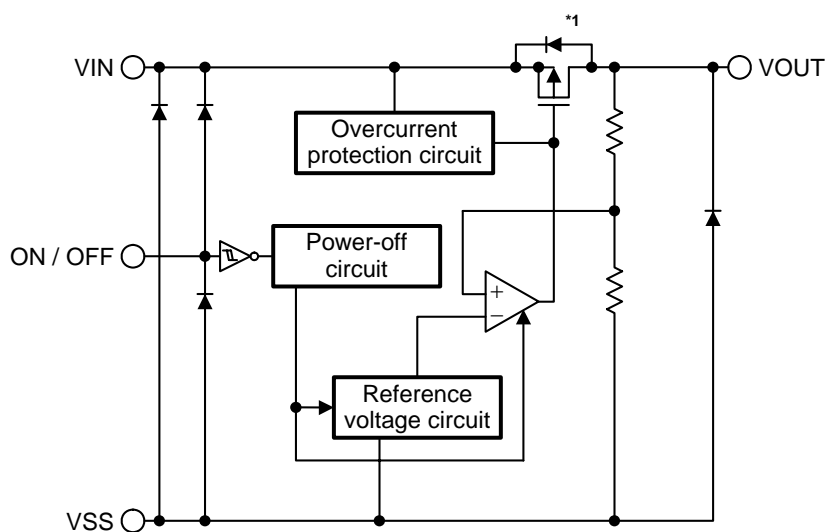 *1
VIN
VOUT
Overcurrent
protection circuit
ON / OFF
Power-off
circuit
+
−
Reference
voltage circuit
VSS